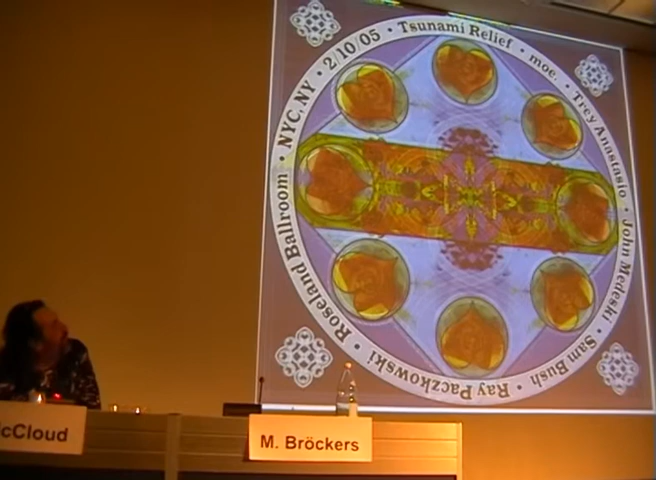 NYC, NY • 2/10/05 • Tsunami Relief • moe. • Trey Anastasio • John Medeski • Sam Bush • Ray Paczkowski • Roseland Ballroom •
cCloud
M. Bröckers